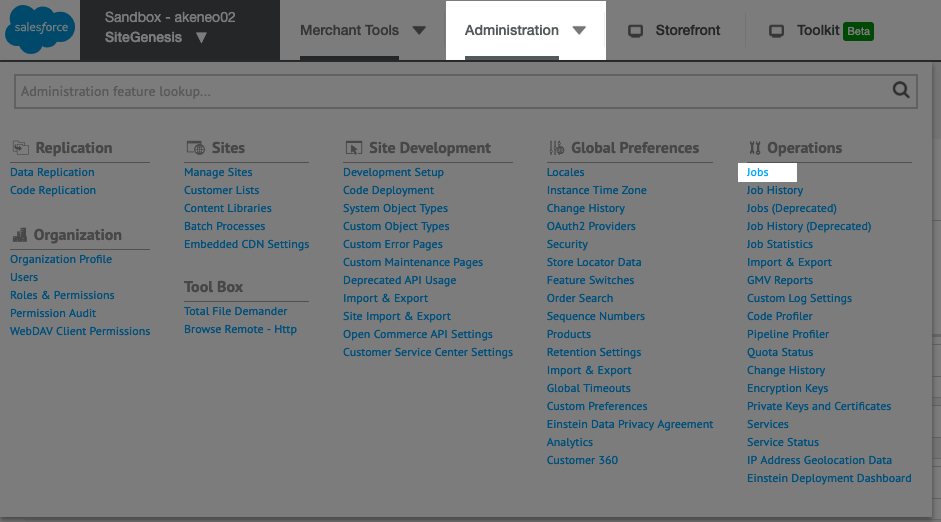 salesforce
Sandbox - akeneo02
SiteGenesis ▼
Merchant Tools
Administration
Storefront
Toolkit Beta
Administration feature lookup...
Replication
Data Replication
Code Replication
Organization
Organization Profile
Users
Roles & Permissions
Permission Audit
WebDAV Client Permissions
Sites
Manage Sites
Customer Lists
Content Libraries
Batch Processes
Embedded CDN Settings
Tool Box
Total File Demander
Browse Remote - Http
Site Development
Development Setup
Code Deployment
System Object Types
Custom Object Types
Custom Error Pages
Custom Maintenance Pages
Deprecated API Usage
Import & Export
Site Import & Export
Open Commerce API Settings
Customer Service Center Settings
Global Preferences
Locales
Instance Time Zone
Change History
OAuth2 Providers
Security
Store Locator Data
Feature Switches
Order Search
Sequence Numbers
Products
Retention Settings
Import & Export
Global Timeouts
Custom Preferences
Einstein Data Privacy Agreement
Analytics
Customer 360
Operations
Jobs
Job History
Jobs (Deprecated)
Job History (Deprecated)
Job Statistics
Import & Export
GMV Reports
Custom Log Settings
Code Profiler
Pipeline Profiler
Quota Status
Change History
Encryption Keys
Private Keys and Certificates
Services
Service Status
IP Address Geolocation Data
Einstein Deployment Dashboard